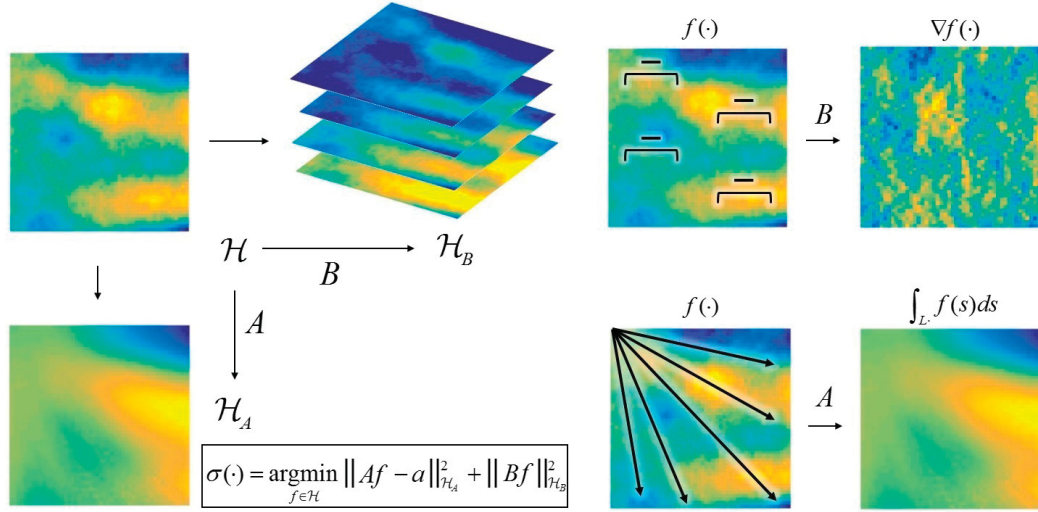 f(·)
∇f(·)
B
ℋ
B
ℋ_B
A
ℋ_A
σ(·) = argmin_{f∈ℋ} ||Af − a||²_{ℋ_A} + ||Bf||²_{ℋ_B}
f(·)
∫_{L·} f(s)ds
A